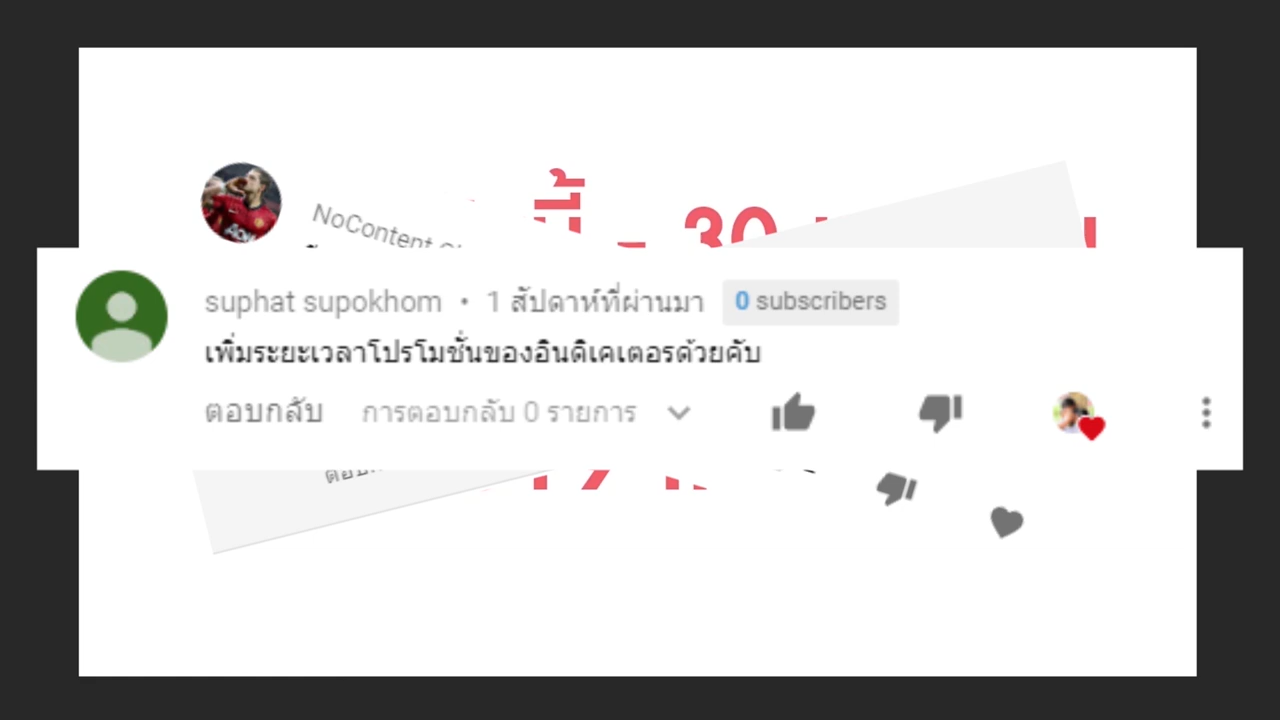 นี้ - 30
NoContent
suphat supokhom • 1 สัปดาห์ที่ผ่านมา 0 subscribers
เพิ่มระยะเวลาโปรโมชั่นของอินดิเคเตอรด้วยคับ
ตอบกลับ การตอบกลับ 0 รายการ